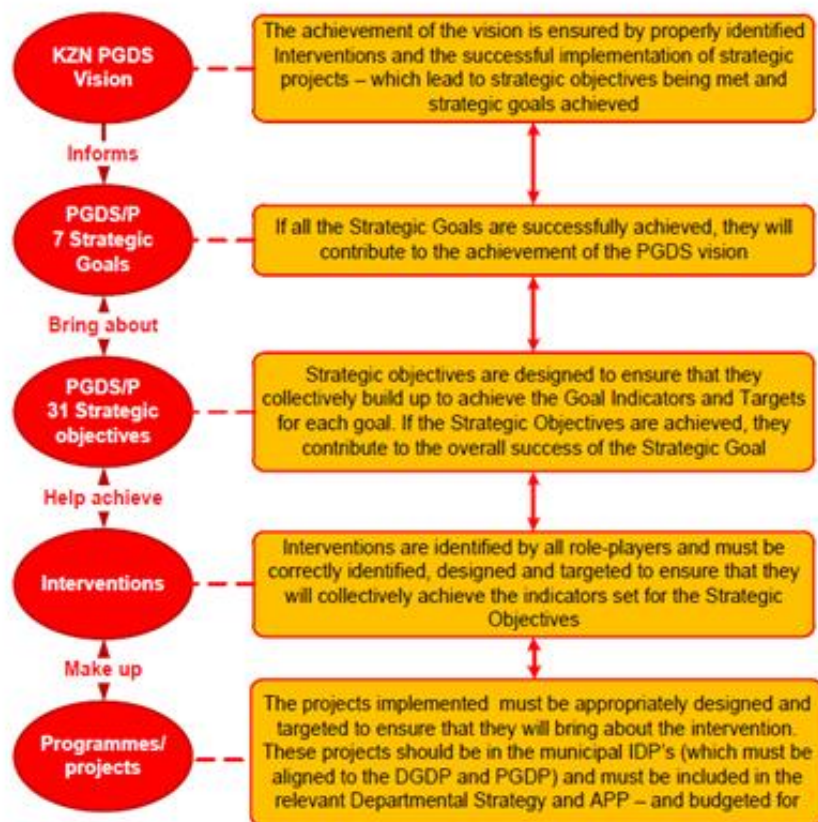 KZN PGDS
Vision
The achievement of the vision is ensured by properly identified
Interventions and the successful implementation of strategic
projects – which lead to strategic objectives being met and
strategic goals achieved
Informs
PGDS/P
7 Strategic
Goals
If all the Strategic Goals are successfully achieved, they will
contribute to the achievement of the PGDS vision
Bring about
PGDS/P
31 Strategic
objectives
Strategic objectives are designed to ensure that they
collectively build up to achieve the Goal Indicators and Targets
for each goal. If the Strategic Objectives are achieved, they
contribute to the overall success of the Strategic Goal
Help achieve
Interventions
Interventions are identified by all role-players and must be
correctly identified, designed and targeted to ensure that they
will collectively achieve the indicators set for the Strategic
Objectives
Make up
Programmes/
projects
The projects implemented must be appropriately designed and
targeted to ensure that they will bring about the intervention.
These projects should be in the municipal IDP's (which must be
aligned to the DGDP and PGDP) and must be included in the
relevant Departmental Strategy and APP – and budgeted for